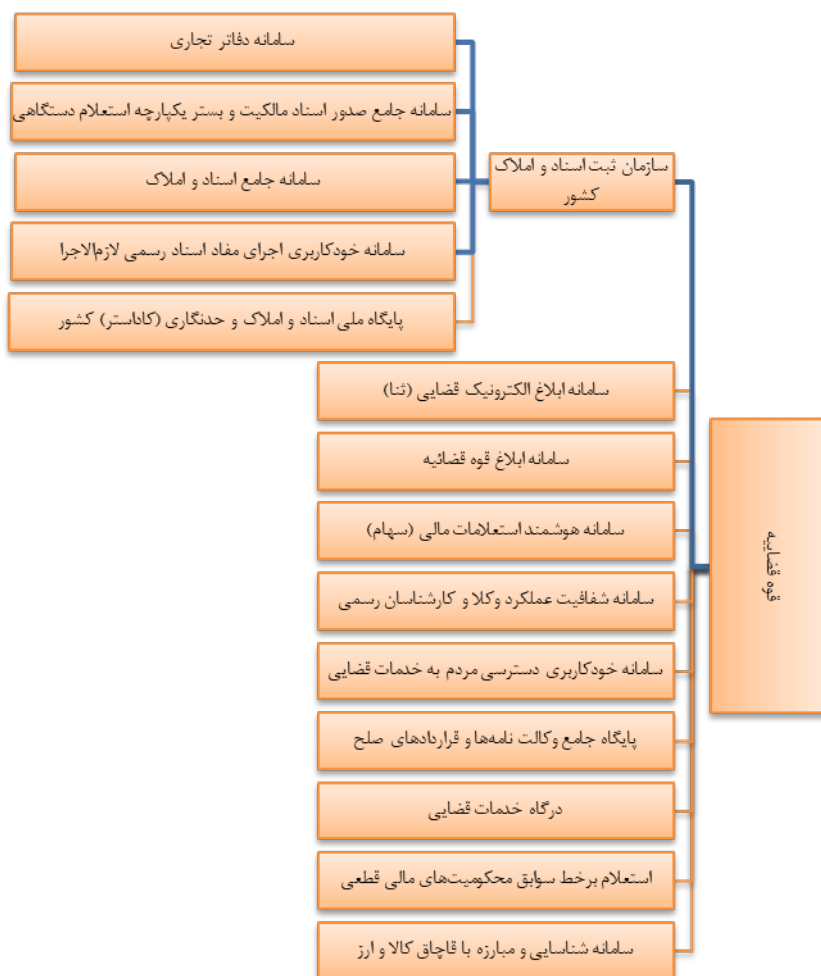 قوه قضاییه
سازمان ثبت اسناد و املاک
کشور
سامانه دفاتر تجاری
سامانه جامع صدور اسناد مالکیت و بستر یکپارچه استعلام دستگاهی
سامانه جامع اسناد و املاک
سامانه خودکاربری اجرای مفاد اسناد رسمی لازم‌الاجرا
پایگاه ملی اسناد و املاک و حدنگاری (کاداستر) کشور
سامانه ابلاغ الکترونیک قضایی (ثنا)
سامانه ابلاغ قوه قضائیه
سامانه هوشمند استعلامات مالی (سهام)
سامانه شفافیت عملکرد وکلا و کارشناسان رسمی
سامانه خودکاربری دسترسی مردم به خدمات قضایی
پایگاه جامع وکالت نامه‌ها و قراردادهای صلح
درگاه خدمات قضایی
استعلام برخط سوابق محکومیت‌های مالی قطعی
سامانه شناسایی و مبارزه با قاچاق کالا و ارز